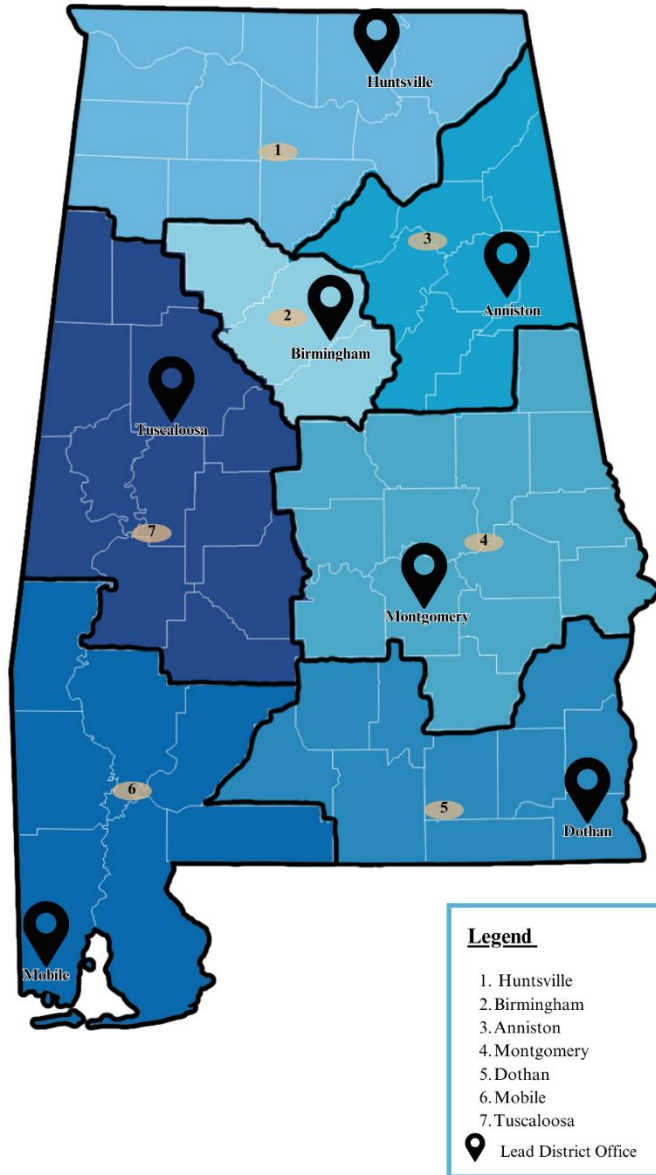 Huntsville
1
3
Anniston
2
Birmingham
Tuscaloosa
7
4
Montgomery
6
5
Dothan
Mobile
Legend
1. Huntsville
2. Birmingham
3. Anniston
4. Montgomery
5. Dothan
6. Mobile
7. Tuscaloosa
Lead District Office